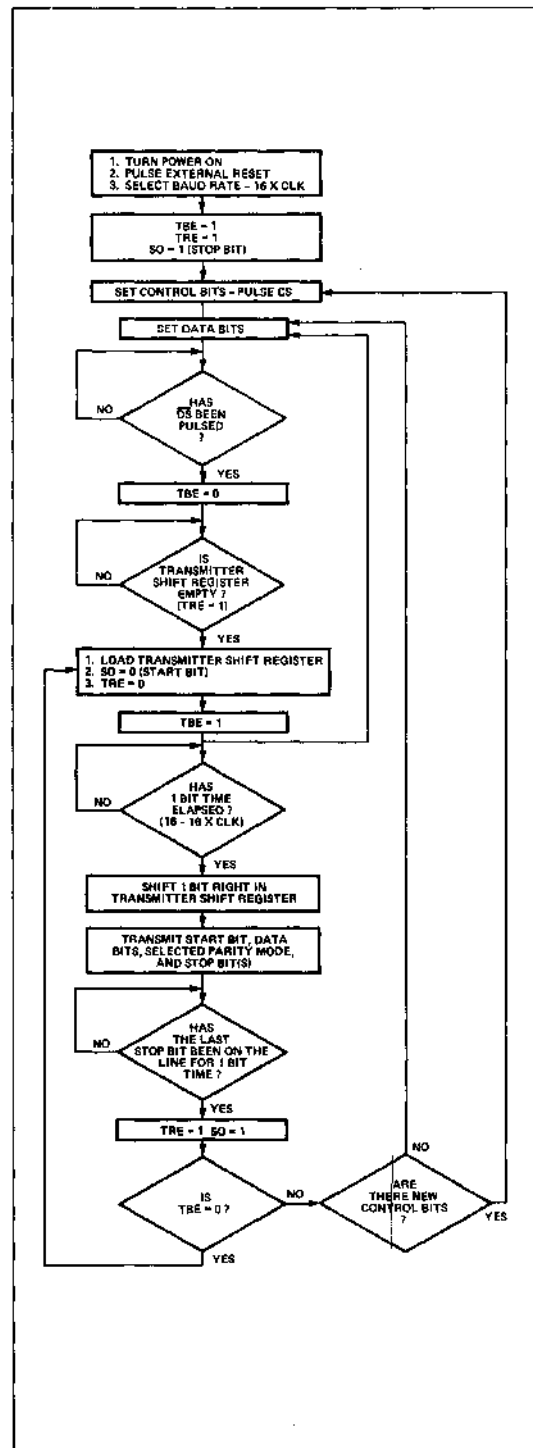 1. TURN POWER ON
2. PULSE EXTERNAL RESET
3. SELECT BAUD RATE – 16 X CLK
TBE = 1
TRE = 1
SO = 1 (STOP BIT)
SET CONTROL BITS – PULSE CS
SET DATA BITS
HAS
DS BEEN
PULSED
?
NO
YES
TBE = 0
IS
TRANSMITTER
SHIFT REGISTER
EMPTY ?
(TRE = 1)
NO
YES
1. LOAD TRANSMITTER SHIFT REGISTER
2. SO = 0 (START BIT)
3. TRE = 0
TBE = 1
HAS
1 BIT TIME
ELAPSED ?
(16 – 16 X CLK)
NO
YES
SHIFT 1 BIT RIGHT IN
TRANSMITTER SHIFT REGISTER
TRANSMIT START BIT, DATA
BITS, SELECTED PARITY MODE,
AND STOP BIT(S)
HAS
THE LAST
STOP BIT BEEN ON THE
LINE FOR 1 BIT
TIME ?
NO
YES
TRE = 1 SO = 1
IS
TBE = 0 ?
NO
YES
ARE
THERE NEW
CONTROL BITS
?
NO
YES